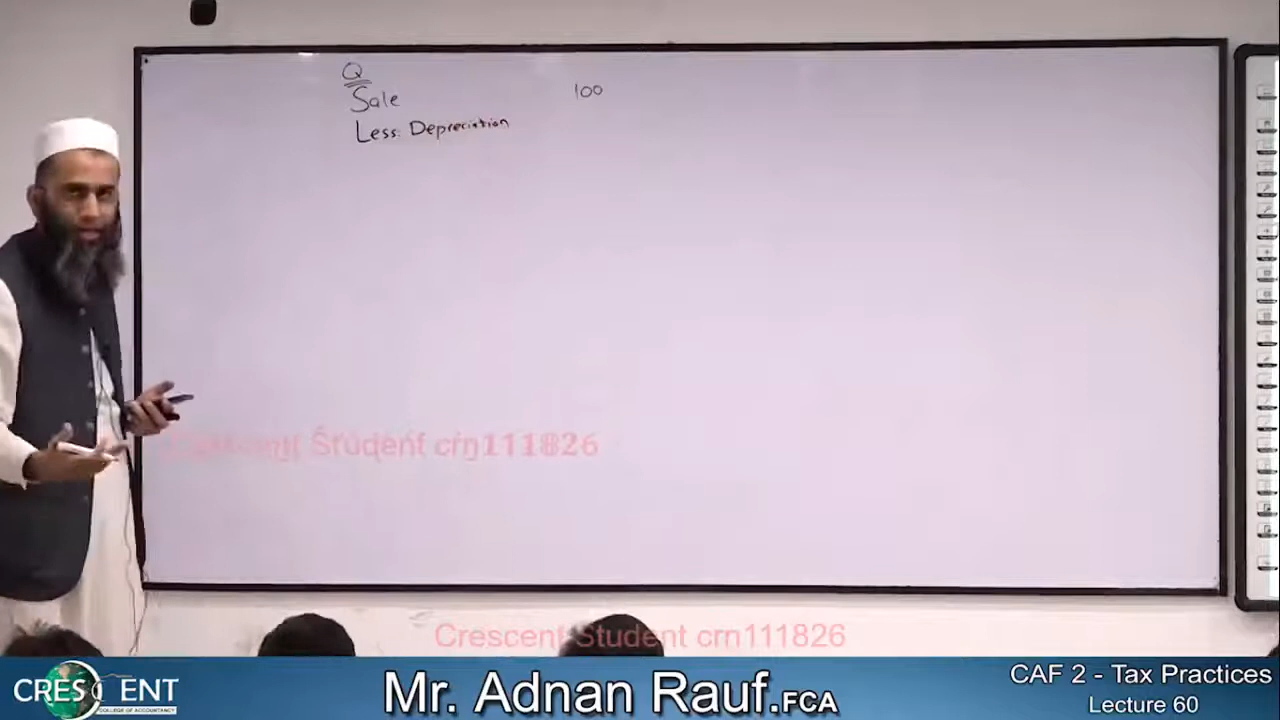 Q
Sale 100
Less: Depreciation
Student crn111826
Crescent Student crn111826
CRESCENT
COLLEGE OF ACCOUNTANCY
Mr. Adnan Rauf.FCA
CAF 2 - Tax Practices
Lecture 60